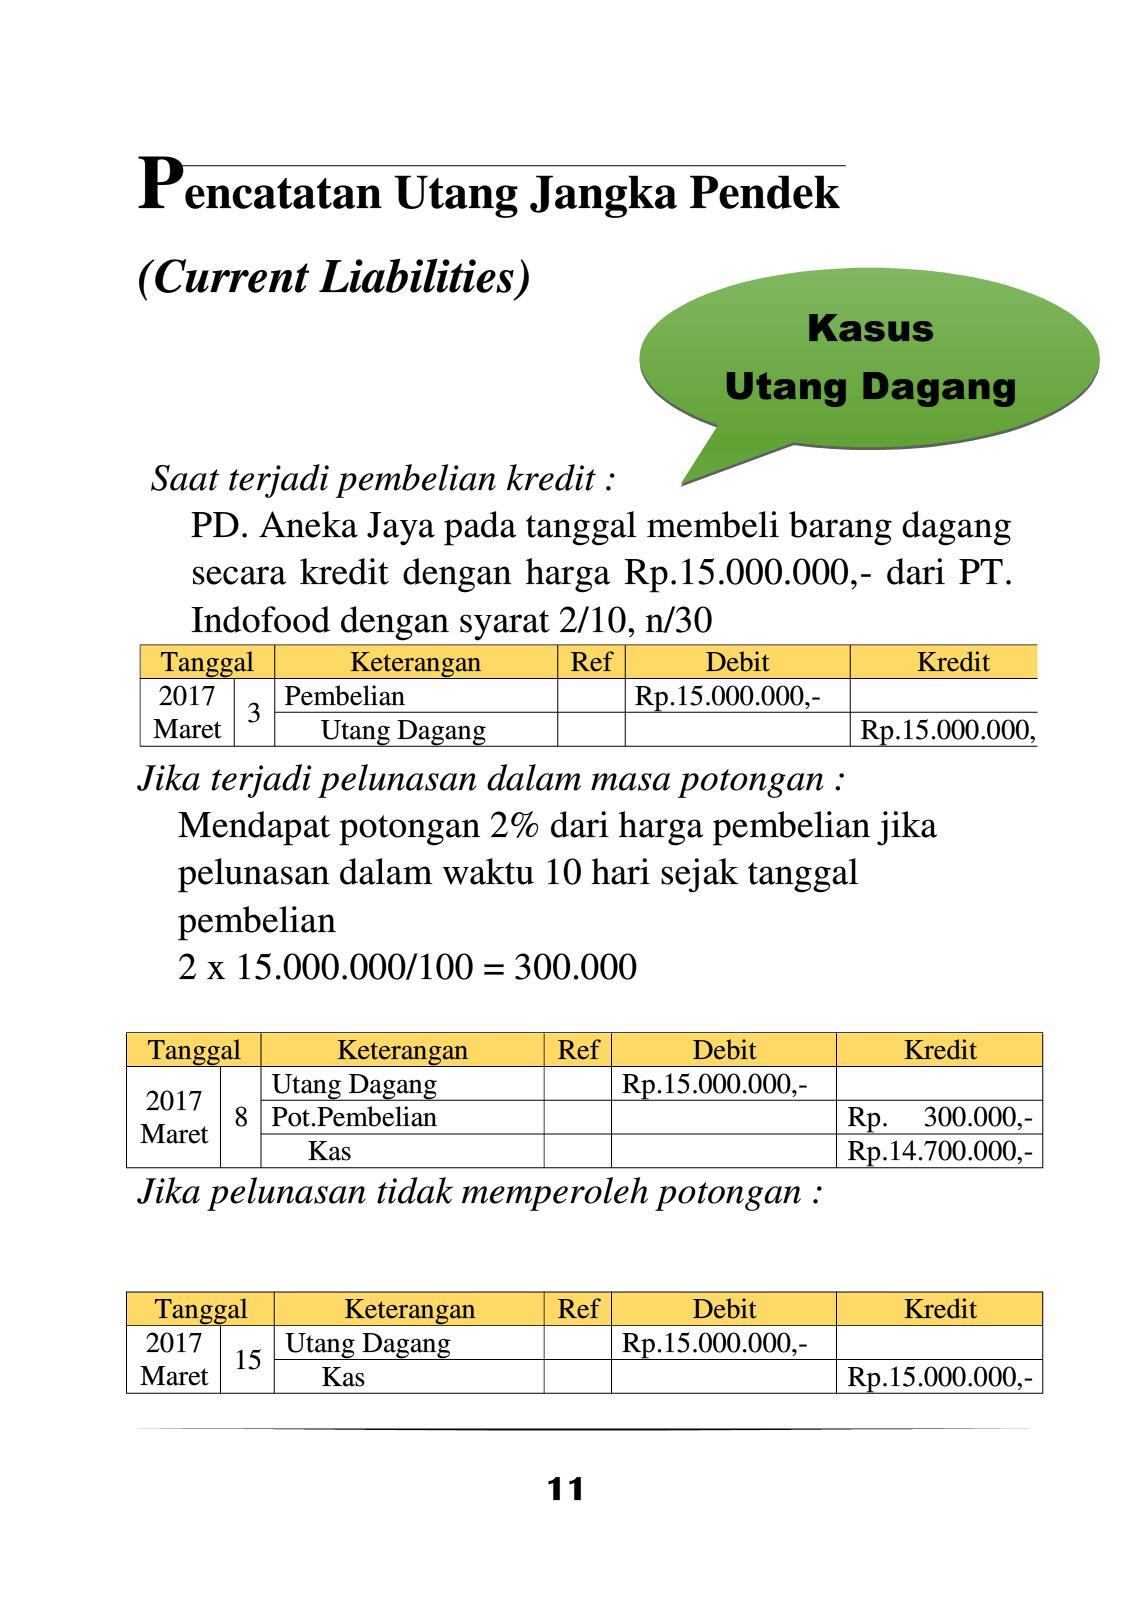 Pencatatan Utang Jangka Pendek
(Current Liabilities)
Kasus
Utang Dagang
Saat terjadi pembelian kredit :
PD. Aneka Jaya pada tanggal membeli barang dagang
secara kredit dengan harga Rp.15.000.000,- dari PT.
Indofood dengan syarat 2/10, n/30
Tanggal Keterangan Ref Debit Kredit
2017 Maret 3 Pembelian Rp.15.000.000,-
Utang Dagang Rp.15.000.000,
Jika terjadi pelunasan dalam masa potongan :
Mendapat potongan 2% dari harga pembelian jika
pelunasan dalam waktu 10 hari sejak tanggal
pembelian
2 x 15.000.000/100 = 300.000
Tanggal Keterangan Ref Debit Kredit
2017 Maret 8 Utang Dagang Rp.15.000.000,-
Pot.Pembelian Rp. 300.000,-
Kas Rp.14.700.000,-
Jika pelunasan tidak memperoleh potongan :
Tanggal Keterangan Ref Debit Kredit
2017 Maret 15 Utang Dagang Rp.15.000.000,-
Kas Rp.15.000.000,-
11